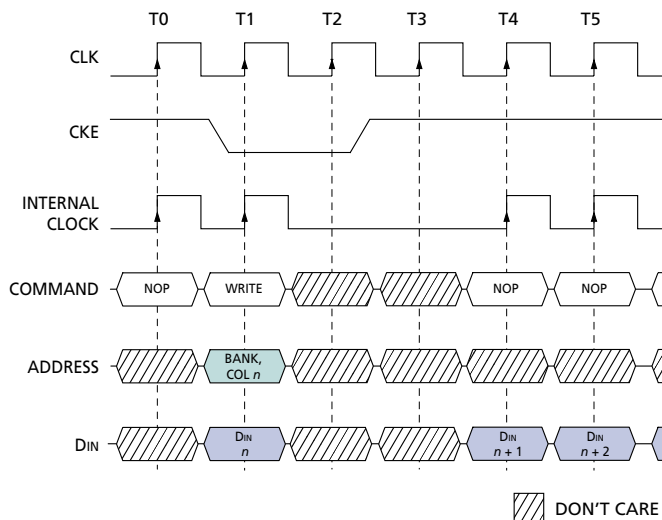 T0 T1 T2 T3 T4 T5
CLK
CKE
INTERNAL
CLOCK
COMMAND NOP WRITE NOP NOP
ADDRESS BANK,
COL n
DIN DIN
n DIN
n + 1 DIN
n + 2
DON'T CARE